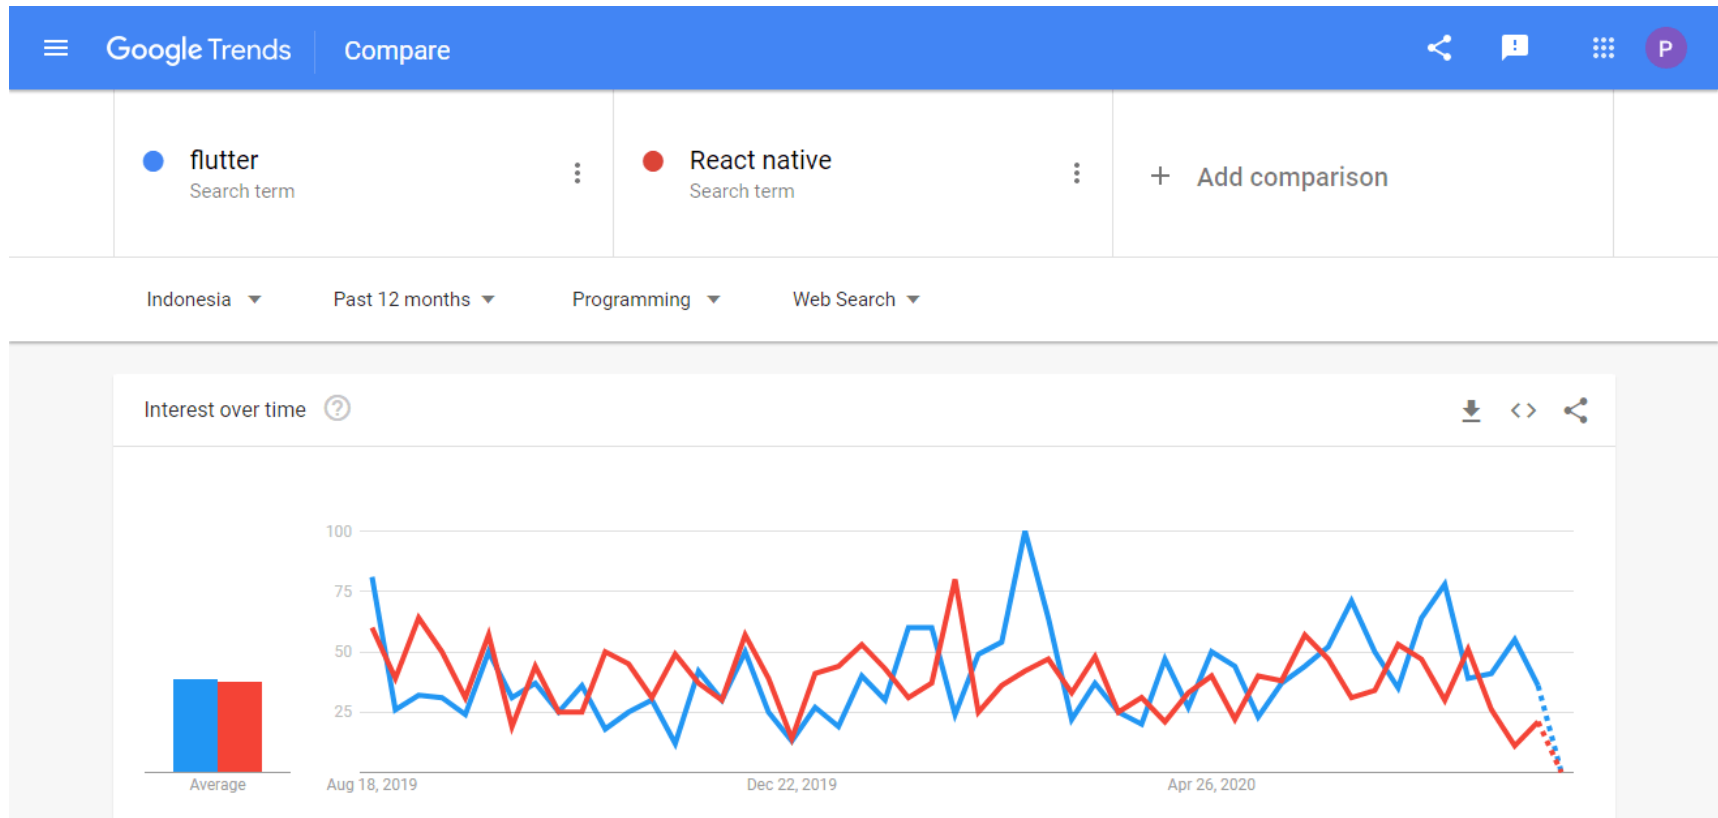 Google Trends Compare P
flutter
Search term
React native
Search term
+ Add comparison
Indonesia Past 12 months Programming Web Search
Interest over time ?
100
75
50
25
Average Aug 18, 2019 Dec 22, 2019 Apr 26, 2020